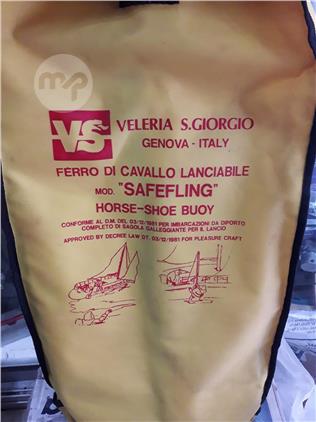 mp
VS
VELERIA S.GIORGIO
GENOVA - ITALY
FERRO DI CAVALLO LANCIABILE
MOD. "SAFEFLING"
HORSE-SHOE BUOY
CONFORME AL D.M. DEL 03/12/1981 PER IMBARCAZIONI DA DIPORTO
COMPLETO DI SAGOLA GALLEGGIANTE PER IL LANCIO
APPROVED BY DECREE LAW DT. 03/12/1981 FOR PLEASURE CRAFT